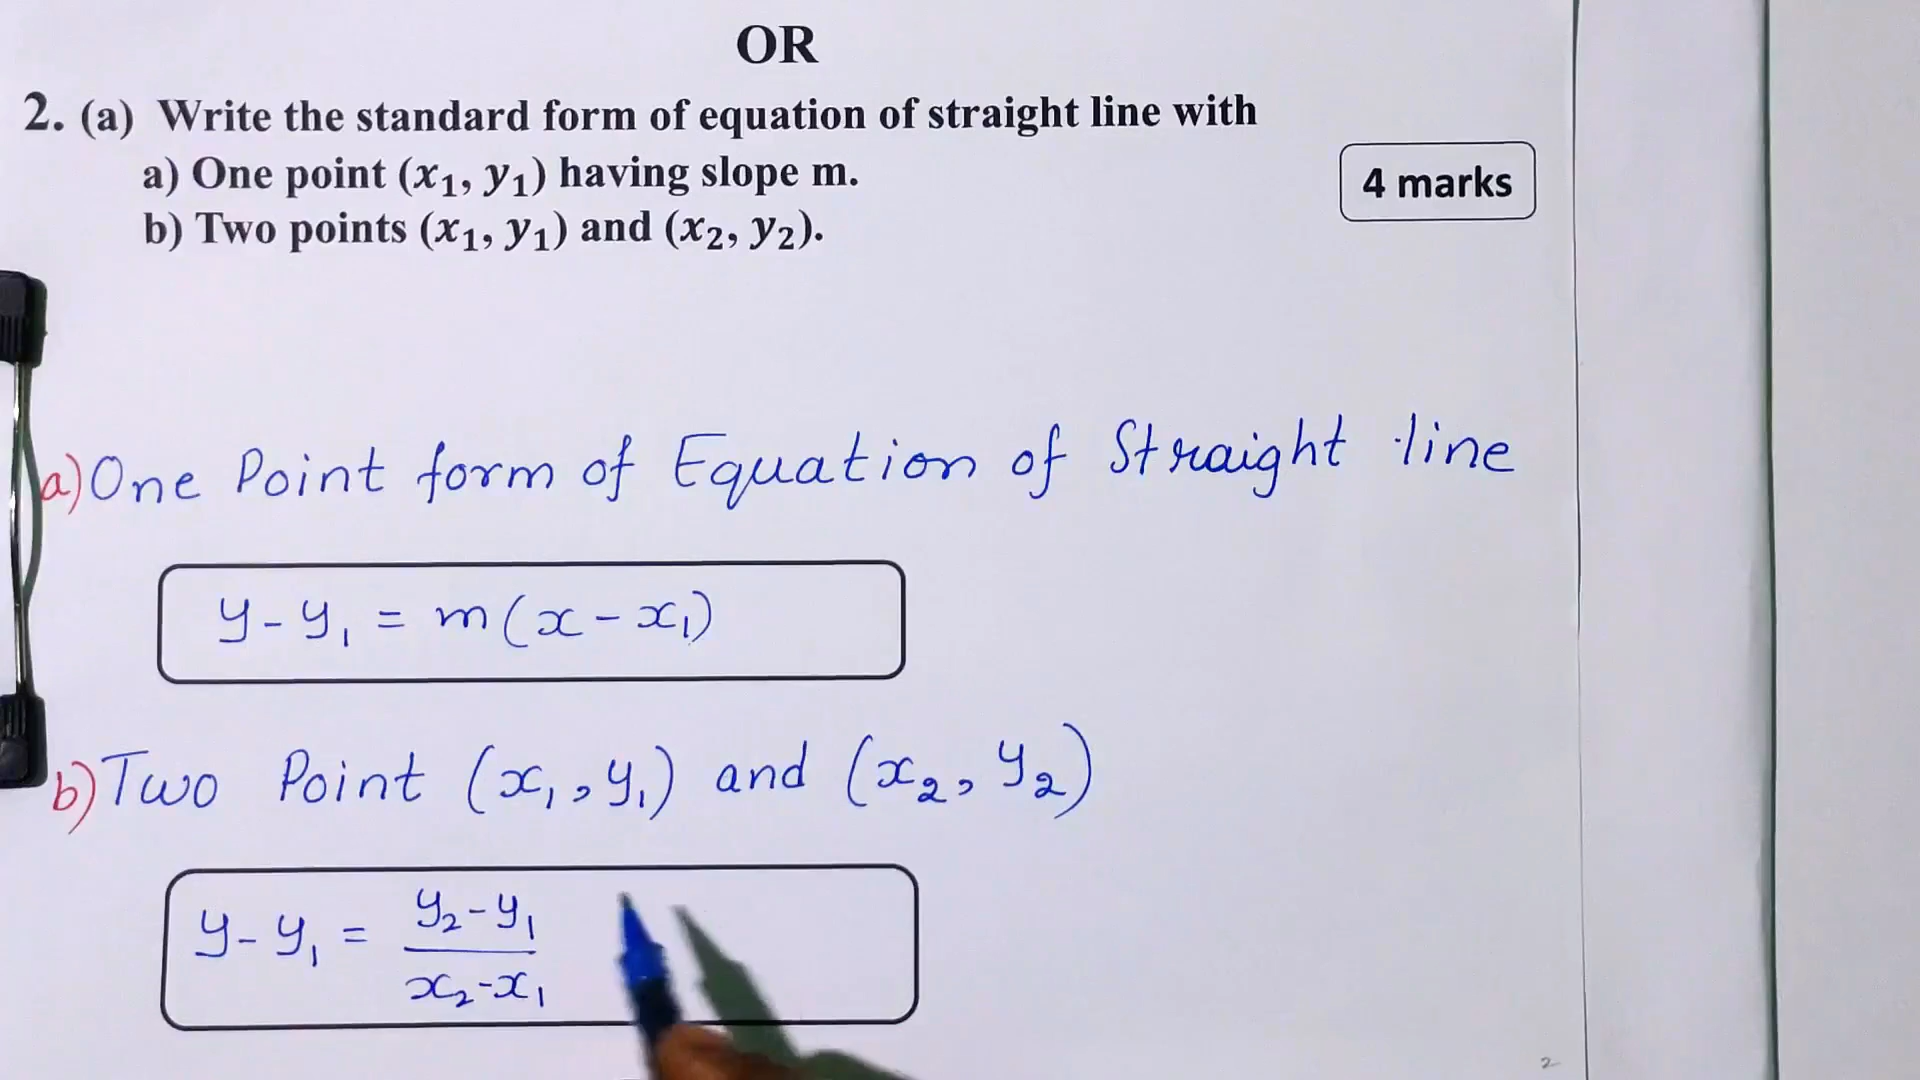 OR
2. (a) Write the standard form of equation of straight line with
a) One point (x₁, y₁) having slope m.
4 marks
b) Two points (x₁, y₁) and (x₂, y₂).
a) One Point form of Equation of Straight line
y - y₁ = m(x - x₁)
b) Two Point (x₁, y₁) and (x₂, y₂)
y - y₁ = y₂ - y₁ / x₂ - x₁
2